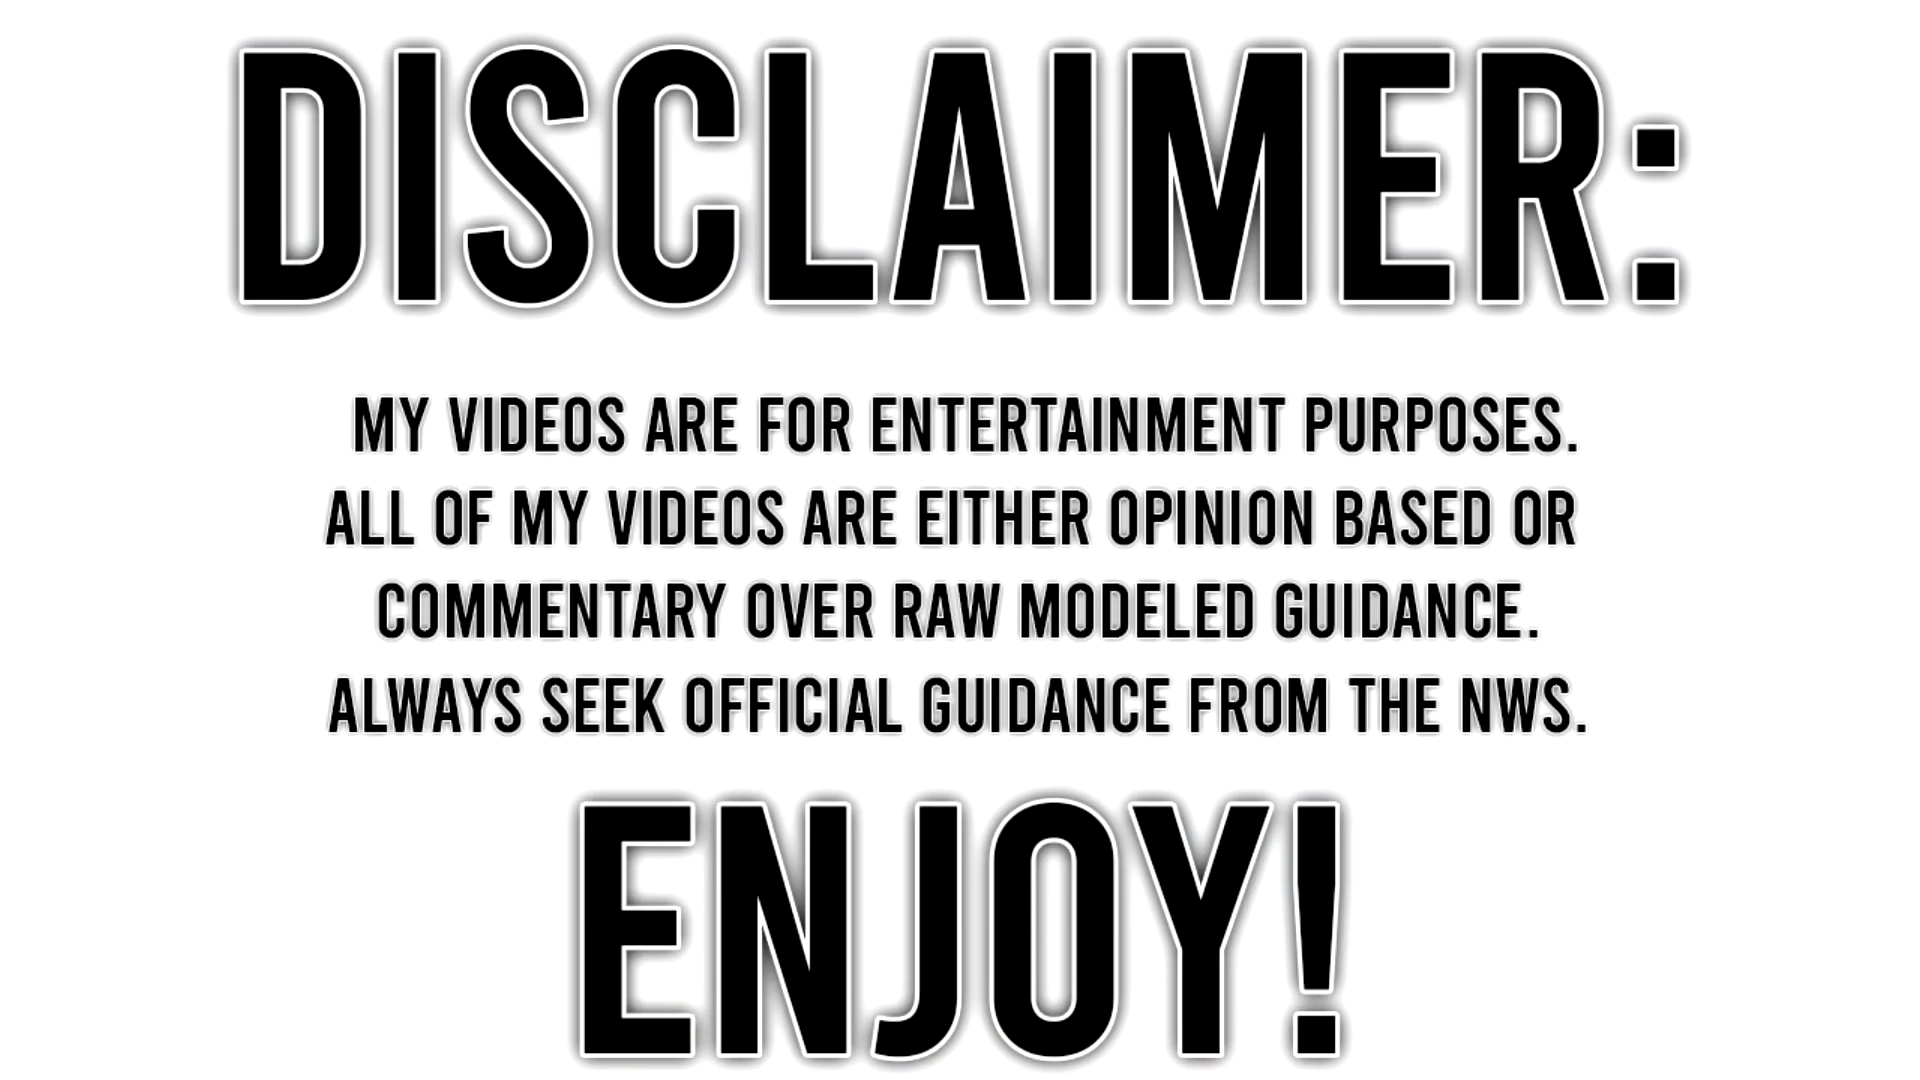 DISCLAIMER:
MY VIDEOS ARE FOR ENTERTAINMENT PURPOSES.
ALL OF MY VIDEOS ARE EITHER OPINION BASED OR
COMMENTARY OVER RAW MODELED GUIDANCE.
ALWAYS SEEK OFFICIAL GUIDANCE FROM THE NWS.
ENJOY!